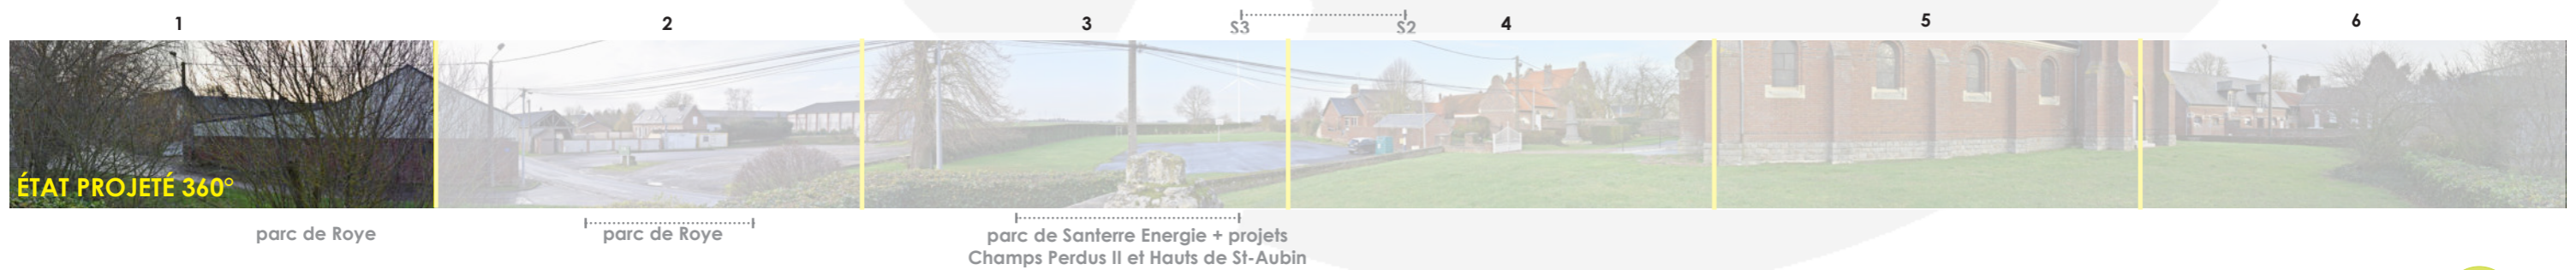 1 2 3 S3 S2 4 5 6
ÉTAT PROJETÉ 360°
parc de Roye
parc de Roye
parc de Santerre Energie + projets
Champs Perdus II et Hauts de St-Aubin